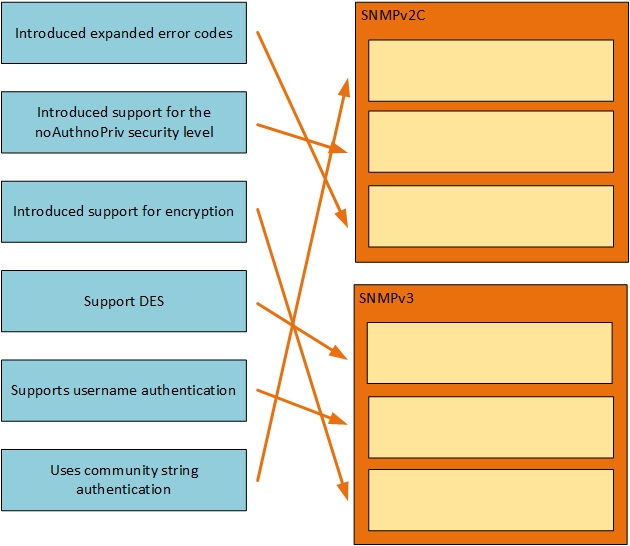 Introduced expanded error codes
Introduced support for the
noAuthnoPriv security level
Introduced support for encryption
Support DES
Supports username authentication
Uses community string
authentication
SNMPv2C
SNMPv3